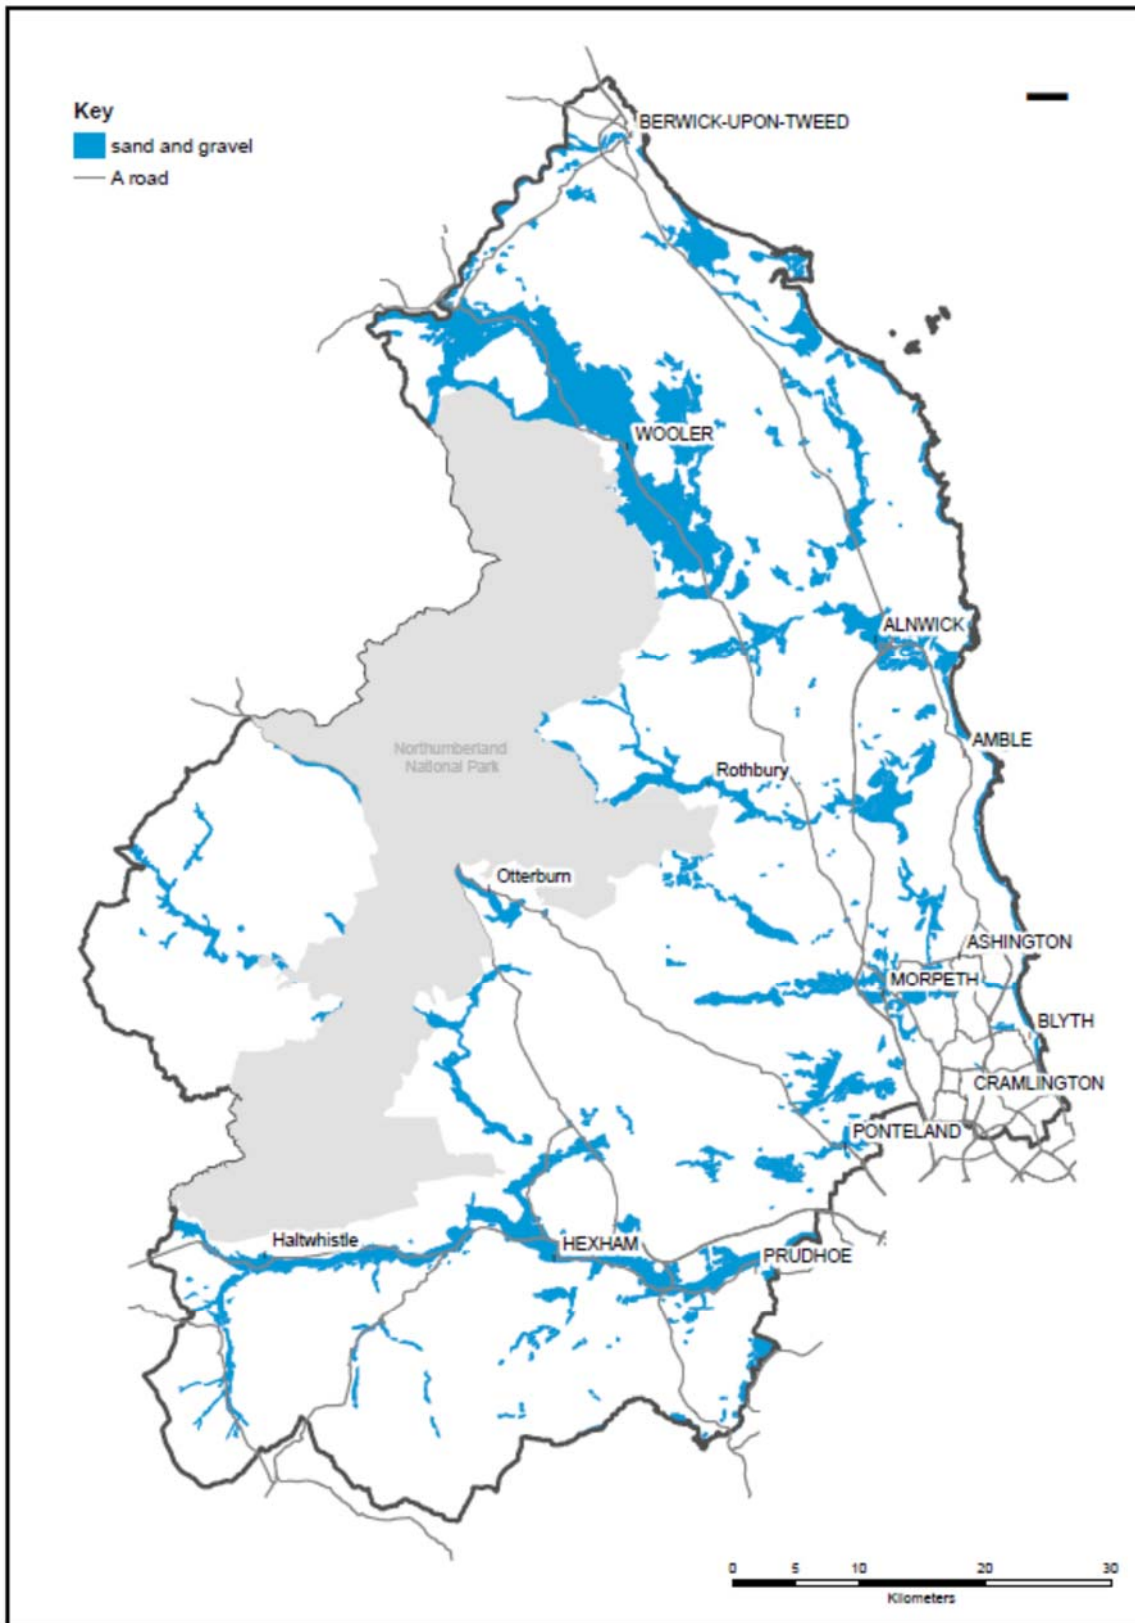 Key
sand and gravel
A road
BERWICK-UPON-TWEED
WOOLER
ALNWICK
AMBLE
Northumberland
National Park
Rothbury
Otterburn
ASHINGTON
MORPETH
BLYTH
CRAMLINGTON
PONTELAND
Haltwhistle
HEXHAM
PRUDHOE
0 5 10 20 30
Kilometers